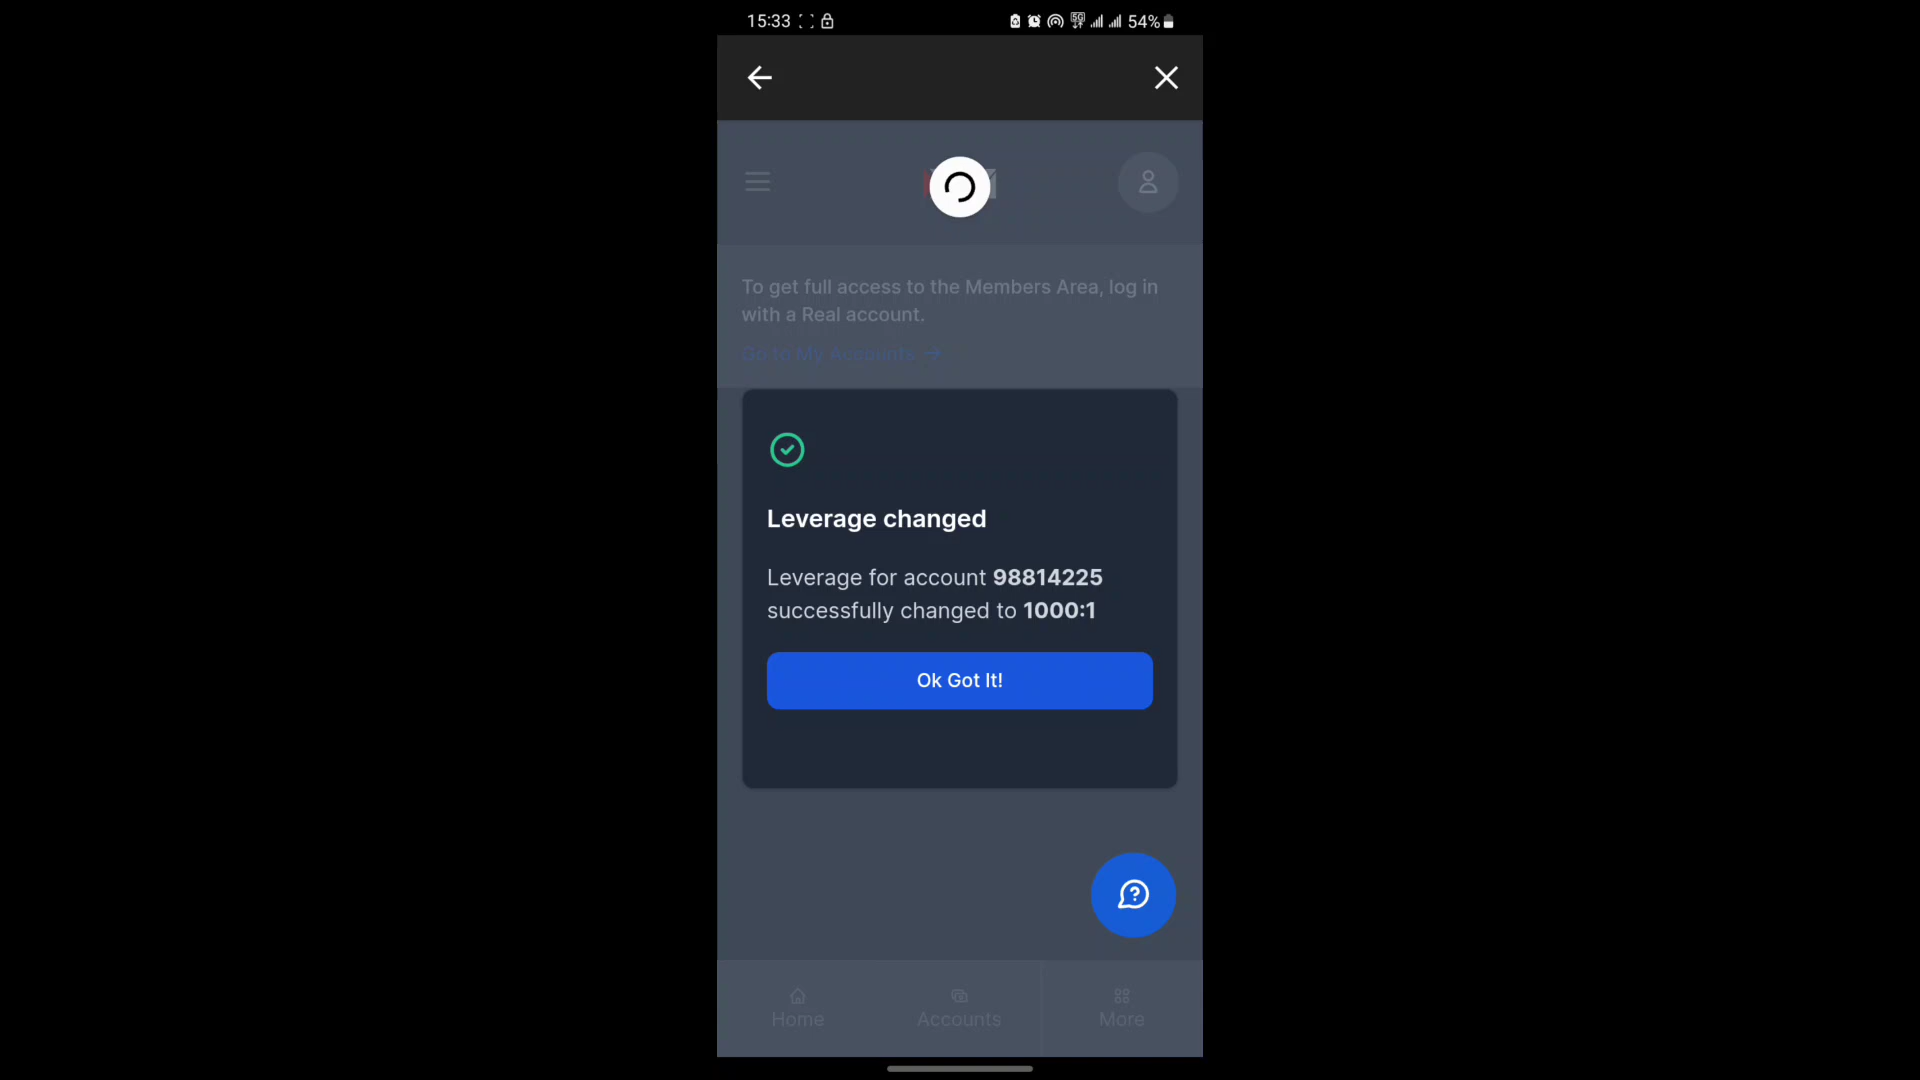 15:33
5G
54%
To get full access to the Members Area, log in
with a Real account.
Go to My Accounts →
Leverage changed
Leverage for account 98814225
successfully changed to 1000:1
Ok Got It!
Home
Accounts
More